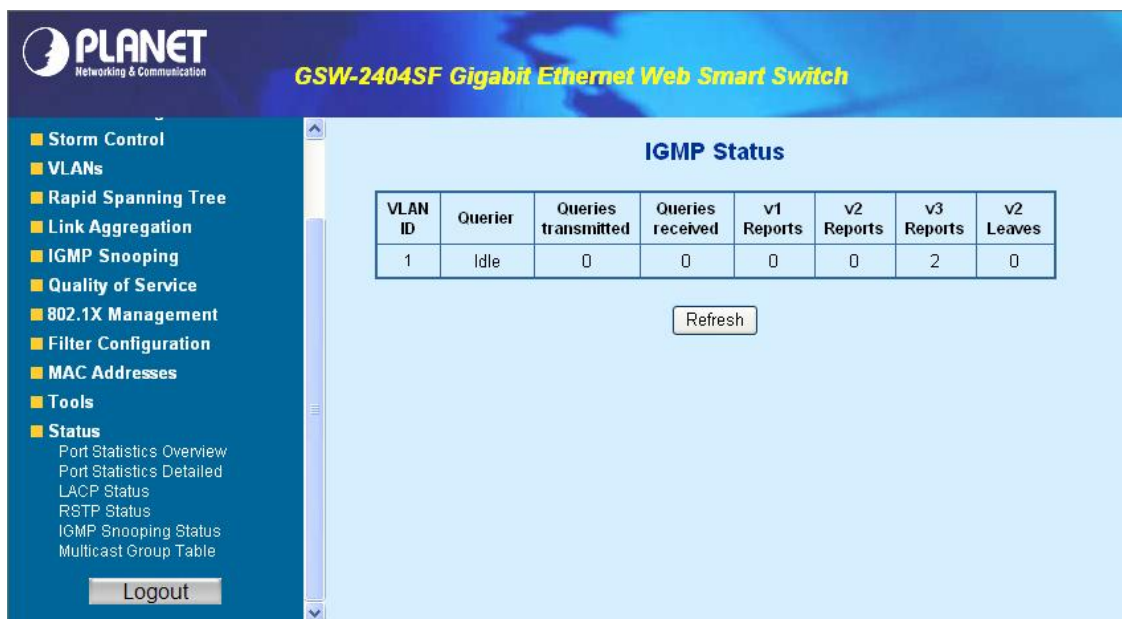 PLANET
Networking & Communication
GSW-2404SF Gigabit Ethernet Web Smart Switch
Storm Control
VLANs
Rapid Spanning Tree
Link Aggregation
IGMP Snooping
Quality of Service
802.1X Management
Filter Configuration
MAC Addresses
Tools
Status
Port Statistics Overview
Port Statistics Detailed
LACP Status
RSTP Status
IGMP Snooping Status
Multicast Group Table
Logout
IGMP Status
VLAN ID Querier Queries transmitted Queries received v1 Reports v2 Reports v3 Reports v2 Leaves
1 Idle 0 0 0 0 2 0
Refresh